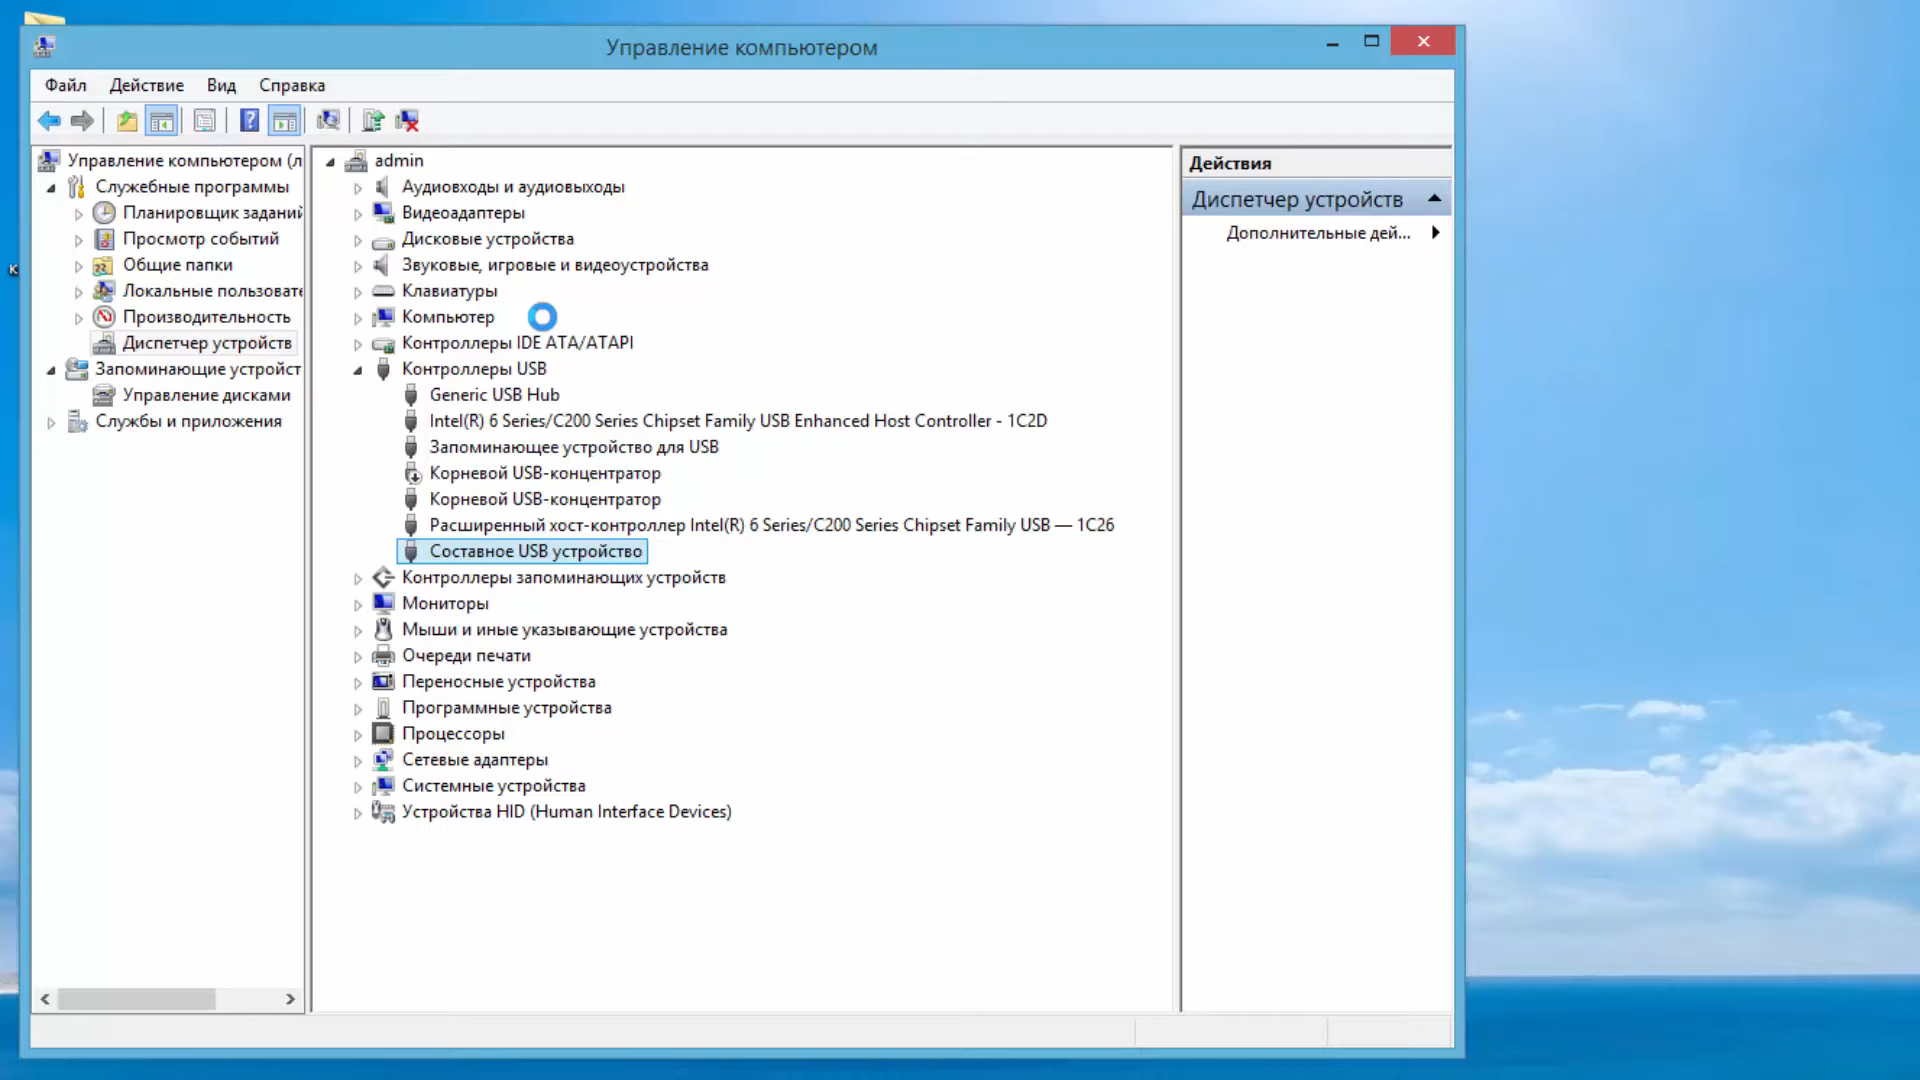 Управление компьютером
Файл Действие Вид Справка
Управление компьютером (л
Служебные программы
Планировщик заданий
Просмотр событий
Общие папки
Локальные пользовате
Производительность
Диспетчер устройств
Запоминающие устройст
Управление дисками
Службы и приложения
admin
Аудиовходы и аудиовыходы
Видеоадаптеры
Дисковые устройства
Звуковые, игровые и видеоустройства
Клавиатуры
Компьютер
Контроллеры IDE ATA/ATAPI
Контроллеры USB
Generic USB Hub
Intel(R) 6 Series/C200 Series Chipset Family USB Enhanced Host Controller - 1C2D
Запоминающее устройство для USB
Корневой USB-концентратор
Корневой USB-концентратор
Расширенный хост-контроллер Intel(R) 6 Series/C200 Series Chipset Family USB — 1C26
Составное USB устройство
Контроллеры запоминающих устройств
Мониторы
Мыши и иные указывающие устройства
Очереди печати
Переносные устройства
Программные устройства
Процессоры
Сетевые адаптеры
Системные устройства
Устройства HID (Human Interface Devices)
Действия
Диспетчер устройств
Дополнительные дей...
к